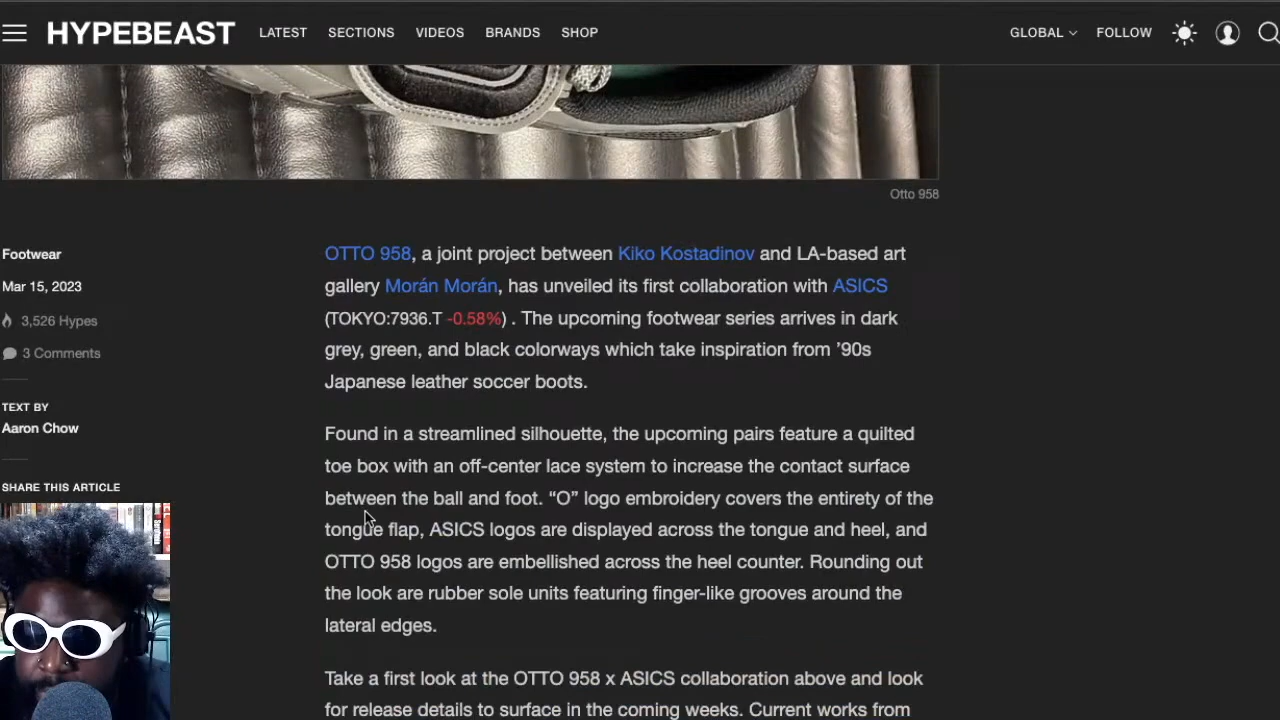 HYPEBEAST LATEST SECTIONS VIDEOS BRANDS SHOP GLOBAL FOLLOW
Otto 958
Footwear
Mar 15, 2023
3,526 Hypes
3 Comments
TEXT BY
Aaron Chow
SHARE THIS ARTICLE
OTTO 958, a joint project between Kiko Kostadinov and LA-based art
gallery Morán Morán, has unveiled its first collaboration with ASICS
(TOKYO:7936.T -0.58%) . The upcoming footwear series arrives in dark
grey, green, and black colorways which take inspiration from ’90s
Japanese leather soccer boots.
Found in a streamlined silhouette, the upcoming pairs feature a quilted
toe box with an off-center lace system to increase the contact surface
between the ball and foot. “O” logo embroidery covers the entirety of the
tongue flap, ASICS logos are displayed across the tongue and heel, and
OTTO 958 logos are embellished across the heel counter. Rounding out
the look are rubber sole units featuring finger-like grooves around the
lateral edges.
Take a first look at the OTTO 958 x ASICS collaboration above and look
for release details to surface in the coming weeks. Current works from